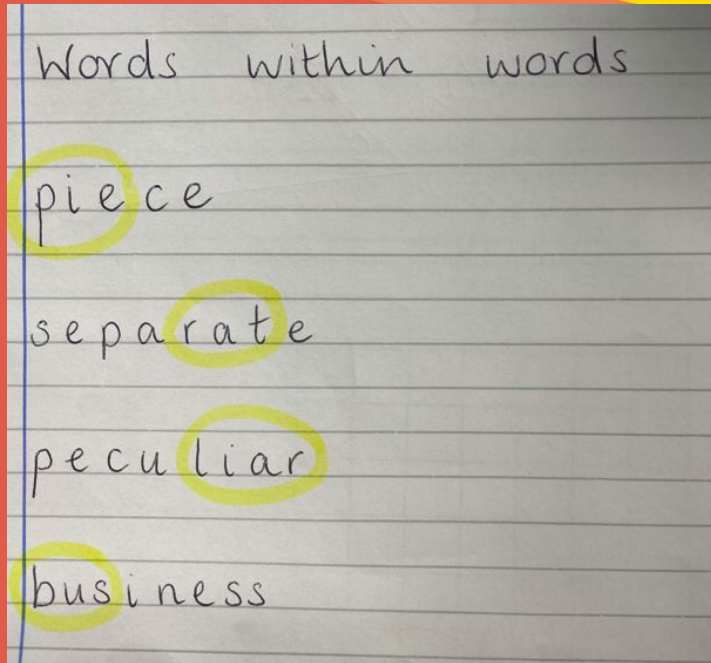 Words within words
piece
separate
peculiar
business